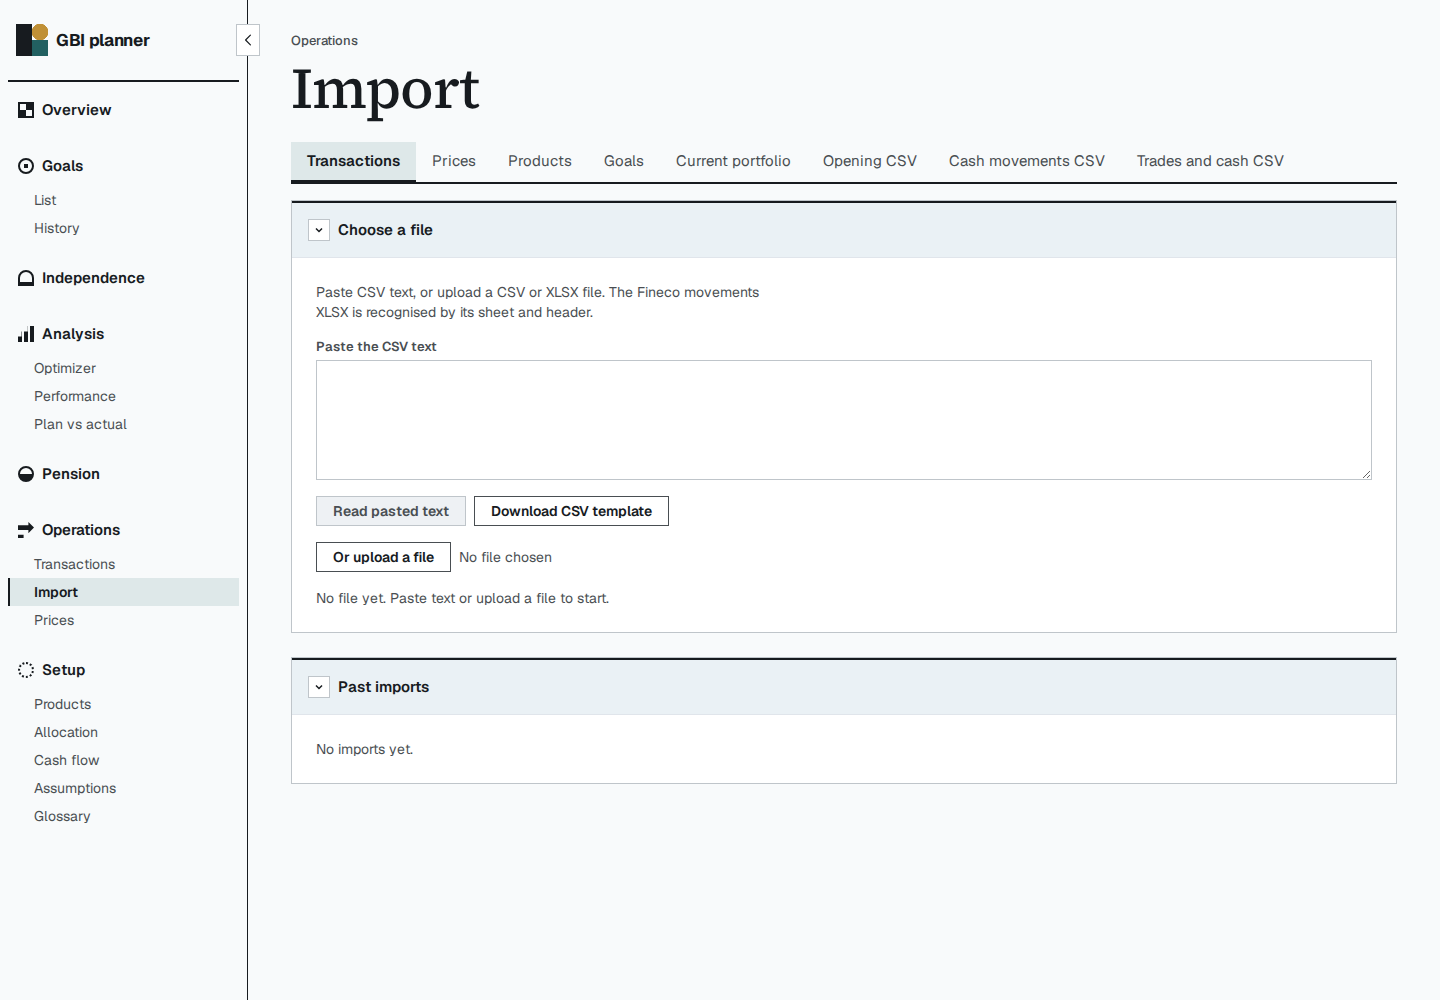 GBI planner
Overview
Goals
List
History
Independence
Analysis
Optimizer
Performance
Plan vs actual
Pension
Operations
Transactions
Import
Prices
Setup
Products
Allocation
Cash flow
Assumptions
Glossary
Operations
Import
Transactions Prices Products Goals Current portfolio Opening CSV Cash movements CSV Trades and cash CSV
Choose a file
Paste CSV text, or upload a CSV or XLSX file. The Fineco movements
XLSX is recognised by its sheet and header.
Paste the CSV text
Read pasted text Download CSV template
Or upload a file No file chosen
No file yet. Paste text or upload a file to start.
Past imports
No imports yet.